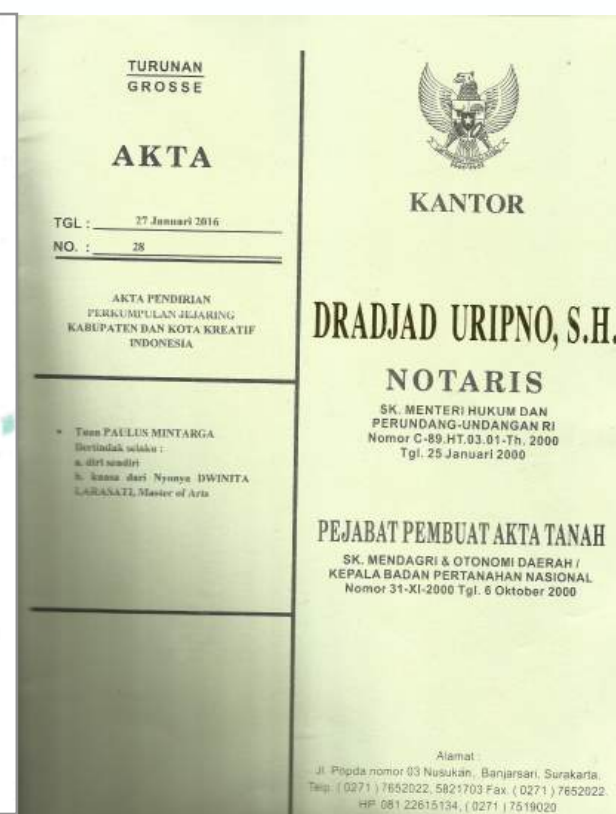 TURUNAN
GROSSE
AKTA
TGL : 27 Januari 2016
NO. : 28
AKTA PENDIRIAN
PERKUMPULAN JEJARING
KABUPATEN DAN KOTA KREATIF
INDONESIA
Tuan PAULUS MINTARGA
Bertindak selaku :
a. diri sendiri
b. kuasa dari Nyonya DWINITA
LARASATI, Master of Arts
KANTOR
DRADJAD URIPNO, S.H.
NOTARIS
SK. MENTERI HUKUM DAN
PERUNDANG-UNDANGAN RI
Nomor C-89.HT.03.01-Th. 2000
Tgl. 25 Januari 2000
PEJABAT PEMBUAT AKTA TANAH
SK. MENDAGRI & OTONOMI DAERAH /
KEPALA BADAN PERTANAHAN NASIONAL
Nomor 31-XI-2000 Tgl. 6 Oktober 2000
Alamat :
Jl. Popda nomor 03 Nusukan, Banjarsari, Surakarta.
Telp. ( 0271 ) 7652022, 5821703 Fax. ( 0271 ) 7652022
HP. 081 22615134, ( 0271 ) 7519020